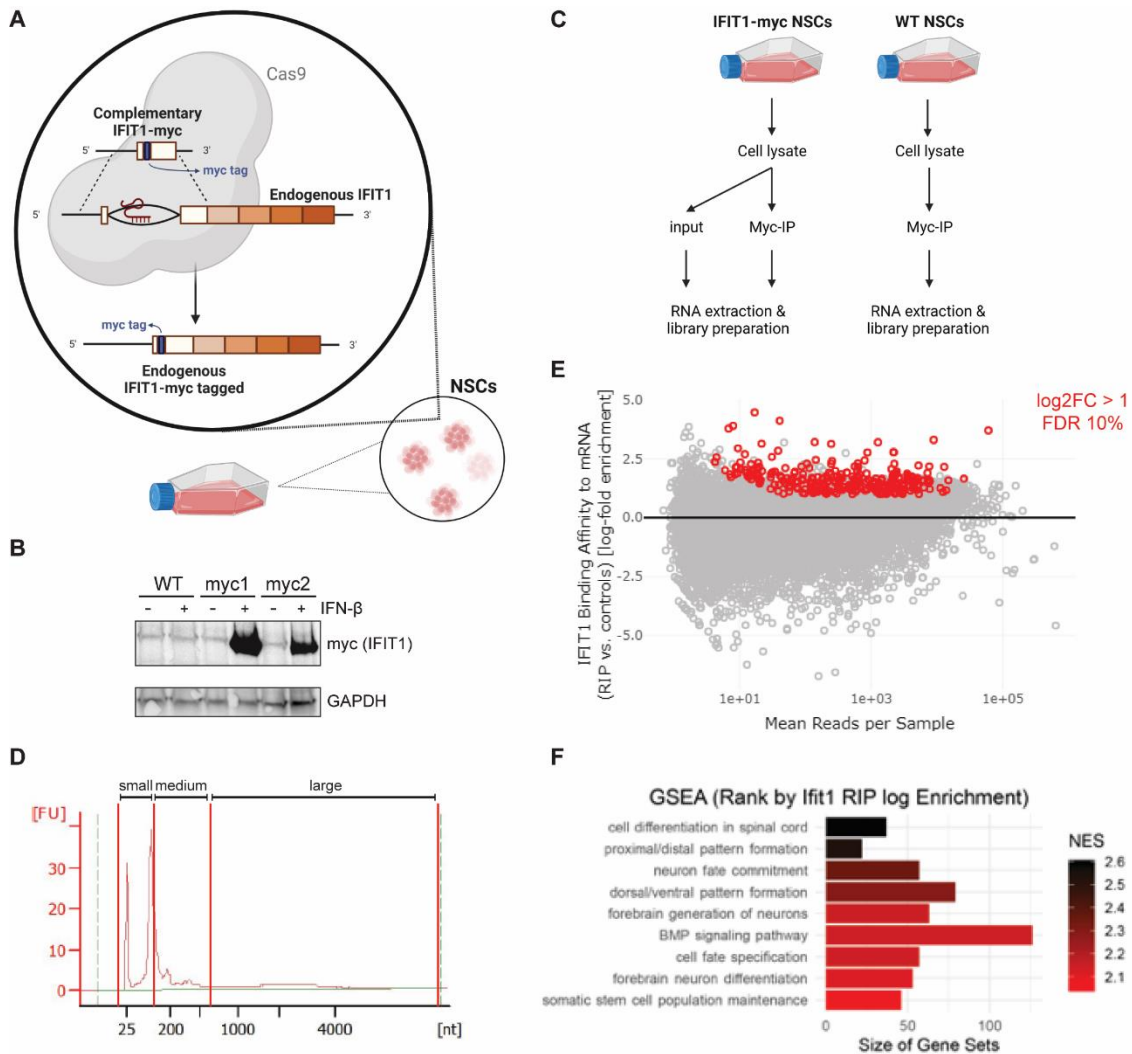 A
Cas9
Complementary
IFIT1-myc
5'
3'
myc tag
Endogenous IFIT1
5'
3'
myc tag
5'
3'
Endogenous
IFIT1-myc tagged
NSCs
B
WT myc1 myc2
- + - + - + IFN-β
myc (IFIT1)
GAPDH
C
IFIT1-myc NSCs
WT NSCs
Cell lysate
Cell lysate
input
Myc-IP
Myc-IP
RNA extraction &
library preparation
RNA extraction &
library preparation
D
small medium large
[FU]
30
20
10
0
25 200 1000 4000 [nt]
E
log2FC > 1
FDR 10%
IFIT1 Binding Affinity to mRNA
(RIP vs. controls) [log-fold enrichment]
5.0
2.5
0.0
-2.5
-5.0
1e+01 1e+03 1e+05
Mean Reads per Sample
F
GSEA (Rank by Ifit1 RIP log Enrichment)
cell differentiation in spinal cord
proximal/distal pattern formation
neuron fate commitment
dorsal/ventral pattern formation
forebrain generation of neurons
BMP signaling pathway
cell fate specification
forebrain neuron differentiation
somatic stem cell population maintenance
0 50 100
Size of Gene Sets
NES
2.6
2.5
2.4
2.3
2.2
2.1